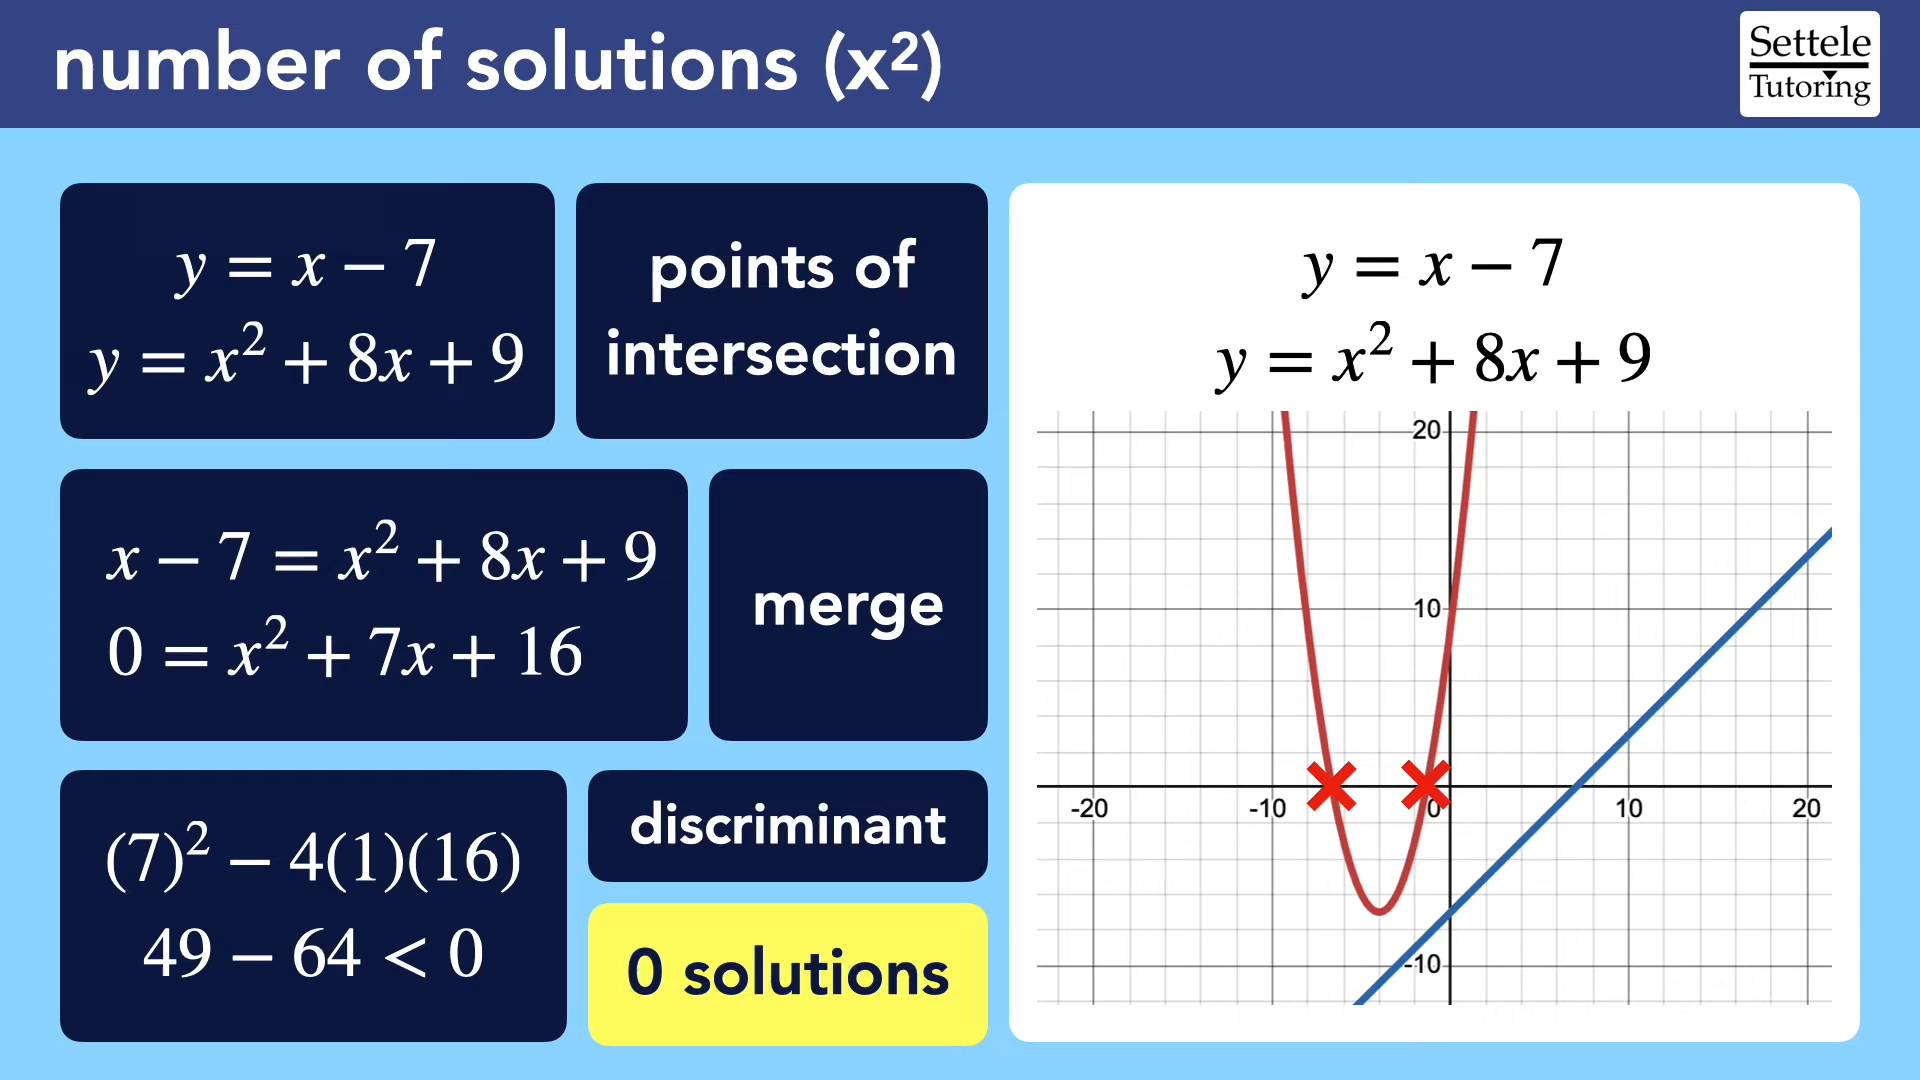 number of solutions (x²)
Settele
Tutoring
y = x − 7
y = x² + 8x + 9
points of
intersection
x − 7 = x² + 8x + 9
0 = x² + 7x + 16
merge
(7)² − 4(1)(16)
49 − 64 < 0
discriminant
0 solutions
y = x − 7
y = x² + 8x + 9
20
10
-20
-10
0
10
20
-10